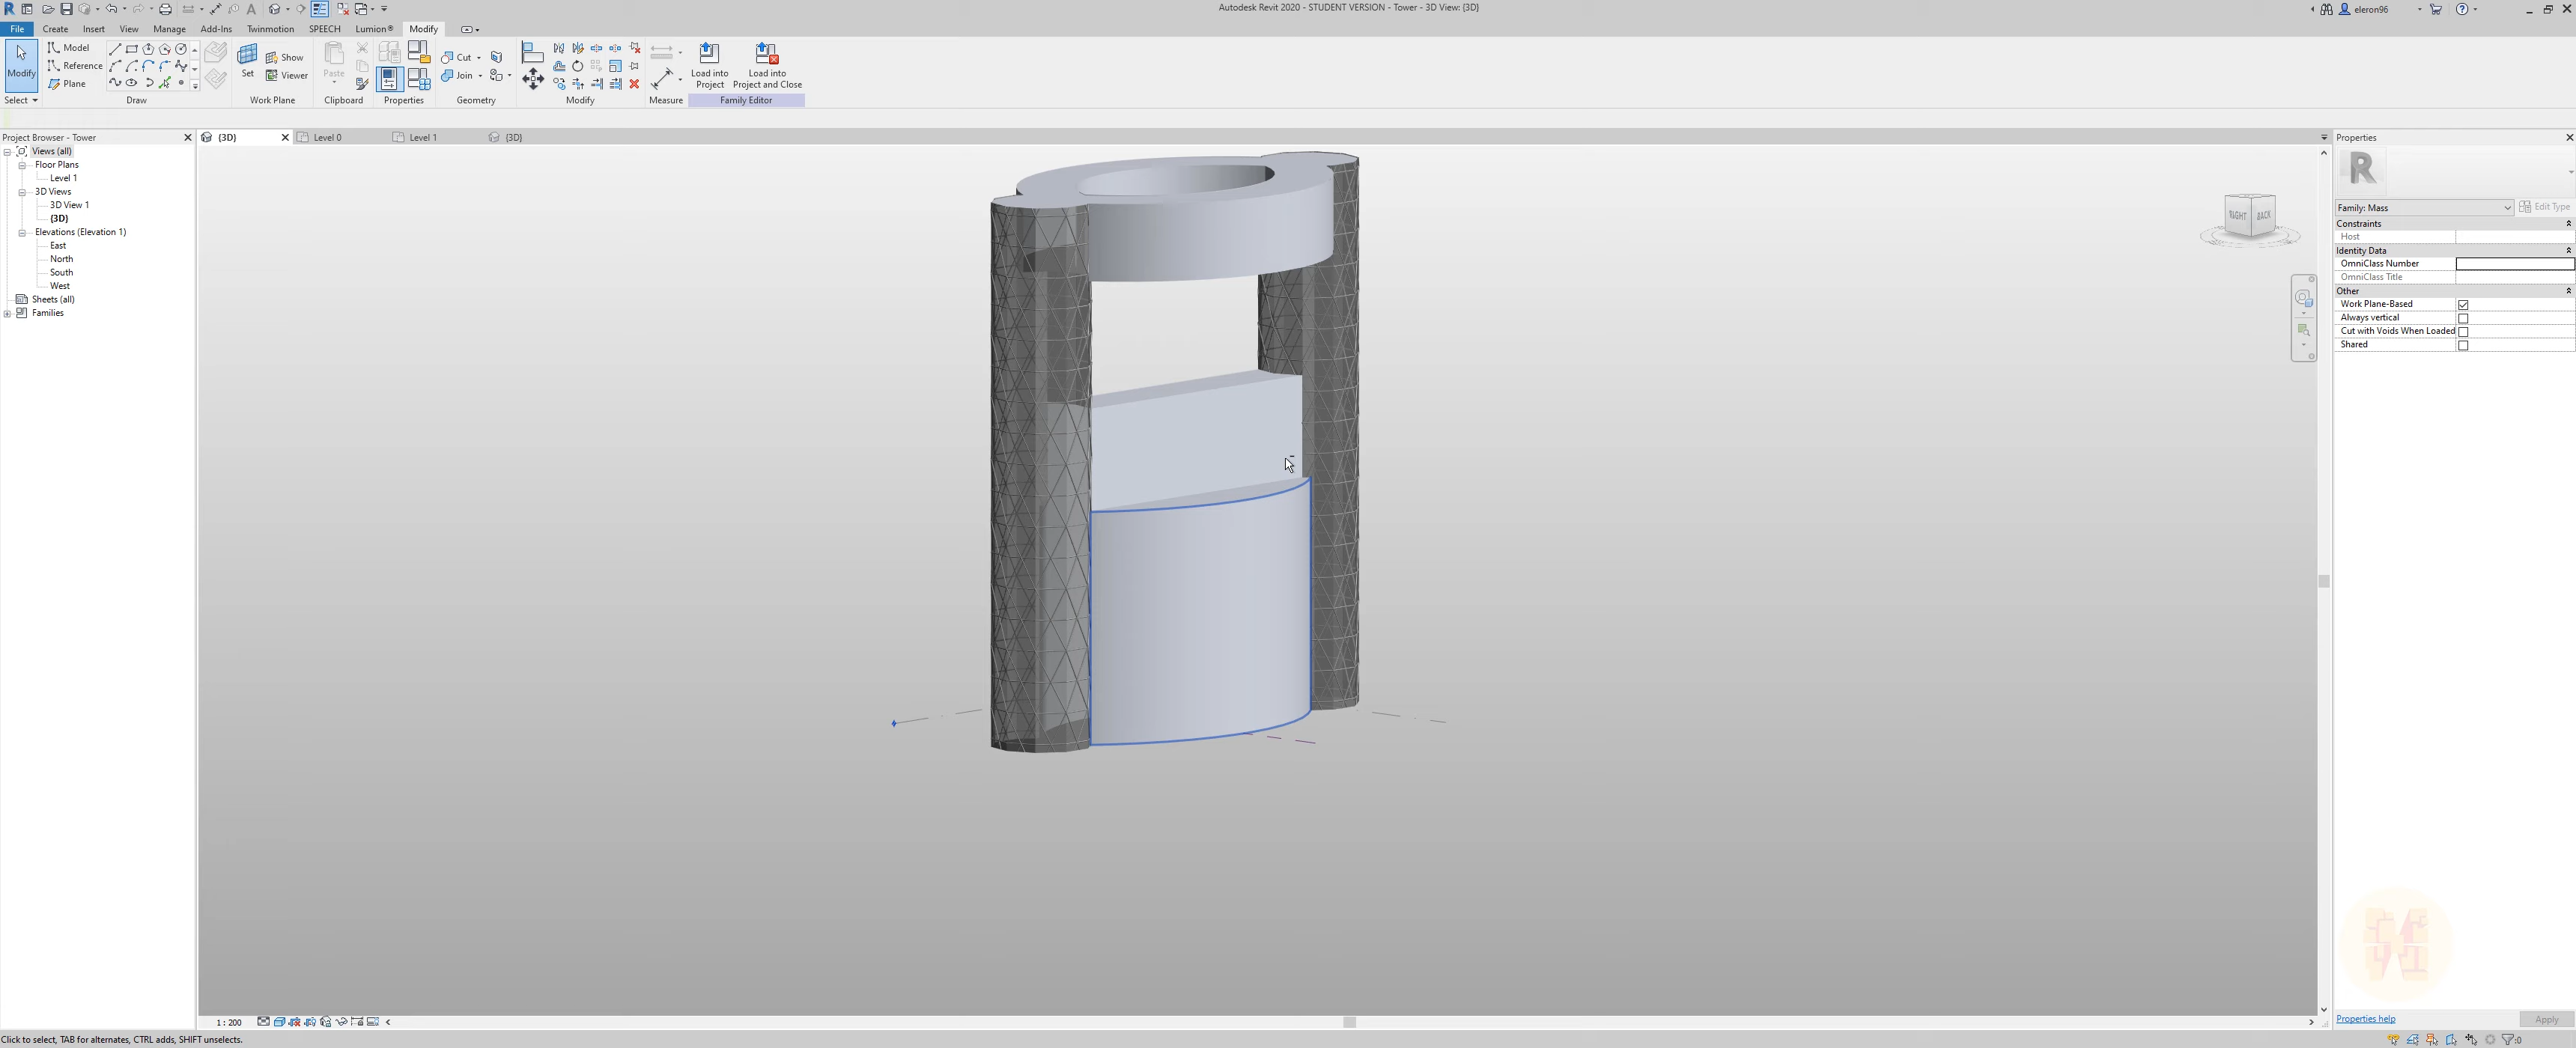 Autodesk Revit 2020 - STUDENT VERSION - Tower - 3D View: {3D}
eleron96
File Create Insert View Manage Add-Ins Twinmotion SPEECH Lumion® Modify
Modify
Select
Model
Reference
Plane
Draw
Set
Show
Viewer
Work Plane
Paste
Clipboard
Properties
Cut
Join
Geometry
Modify
Measure
Load into
Project
Load into
Project and Close
Family Editor
Project Browser - Tower
Views (all)
Floor Plans
Level 1
3D Views
3D View 1
{3D}
Elevations (Elevation 1)
East
North
South
West
Sheets (all)
Families
{3D}
Level 0
Level 1
{3D}
RIGHT
BACK
Properties
R
Family: Mass
Edit Type
Constraints
Host
Identity Data
OmniClass Number
OmniClass Title
Other
Work Plane-Based
Always vertical
Cut with Voids When Loaded
Shared
Properties help
Apply
1 : 200
Click to select, TAB for alternates, CTRL adds, SHIFT unselects.
:0